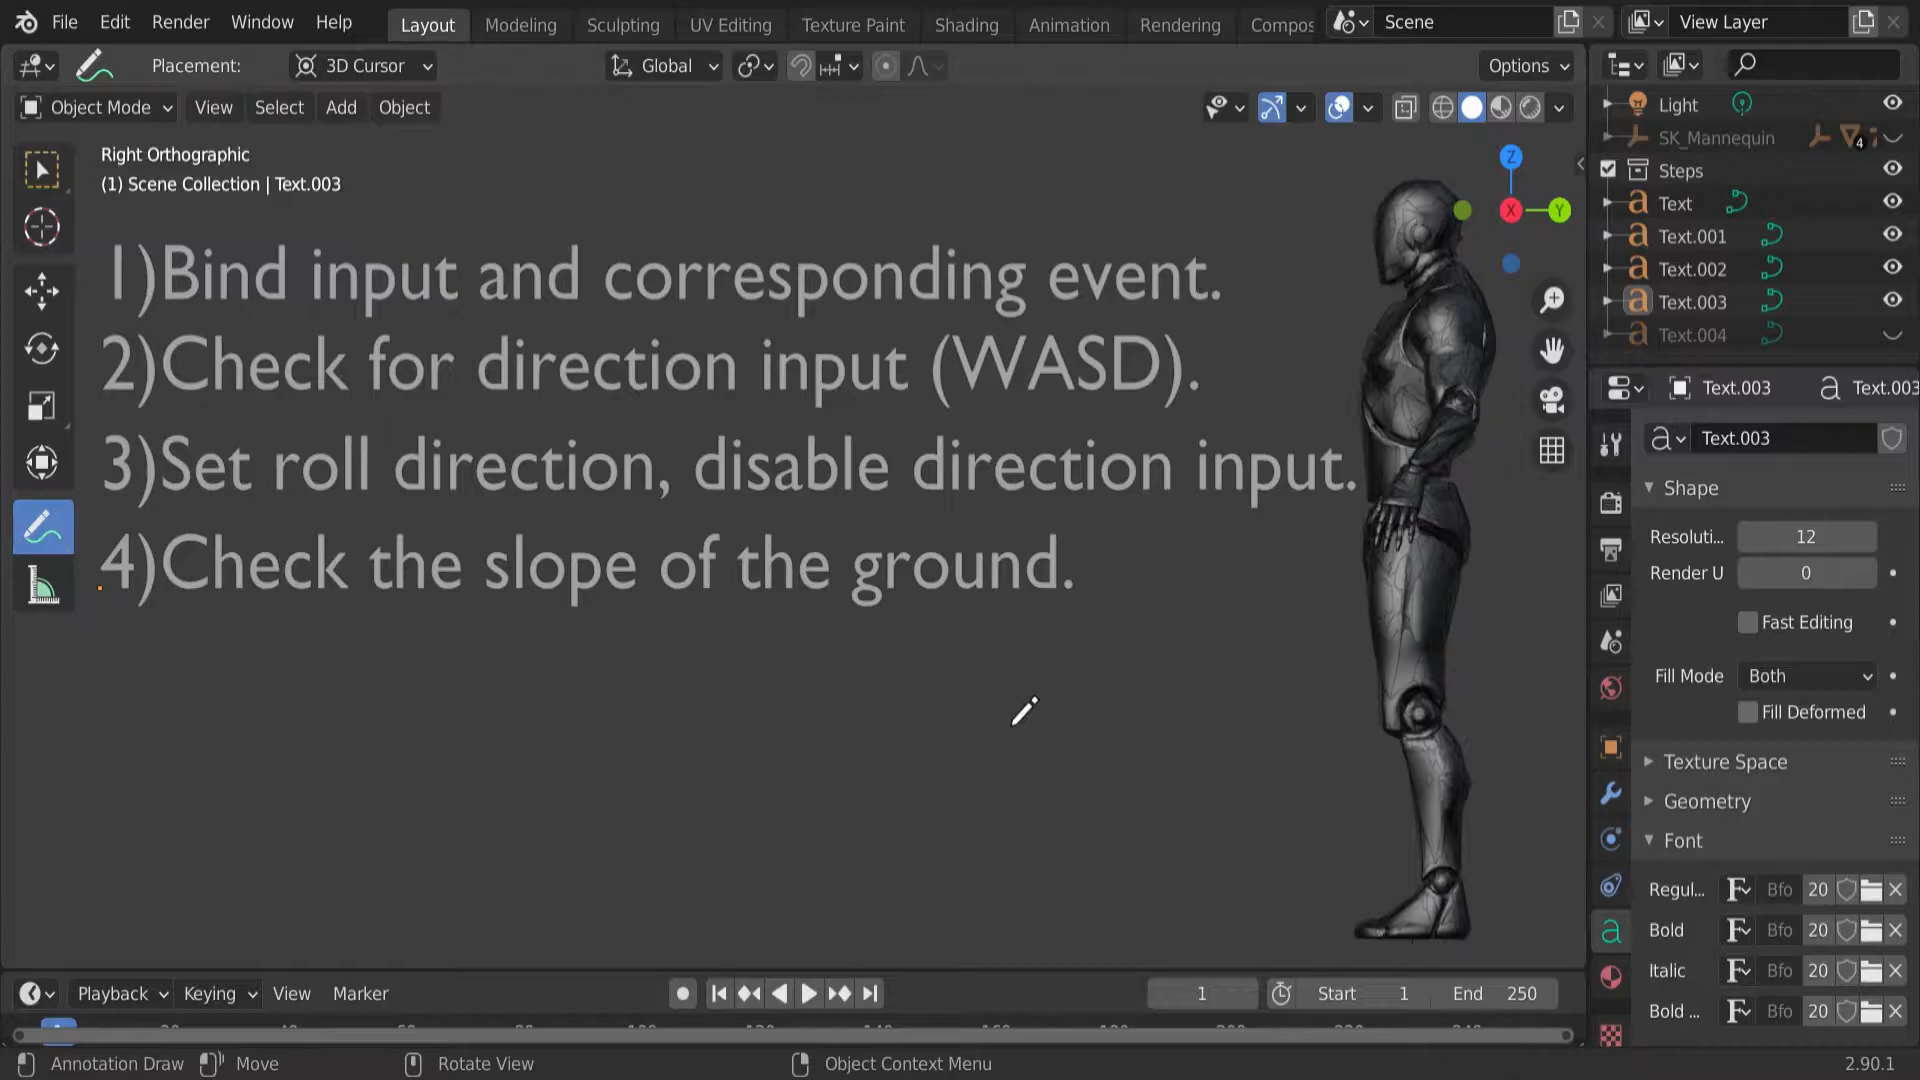 File Edit Render Window Help Layout Modeling Sculpting UV Editing Texture Paint Shading Animation Rendering Compos Scene View Layer
Placement: 3D Cursor Global Options
Object Mode View Select Add Object
Right Orthographic
(1) Scene Collection | Text.003
1)Bind input and corresponding event.
2)Check for direction input (WASD).
3)Set roll direction, disable direction input.
4)Check the slope of the ground.
Z
X
Y
Light
SK_Mannequin 4
Steps
Text
Text.001
Text.002
Text.003
Text.004
Text.003 Text.003
Text.003
Shape
Resoluti... 12
Render U 0
Fast Editing
Fill Mode Both
Fill Deformed
Texture Space
Geometry
Font
Regul... Bfo 20
Bold Bfo 20
Italic Bfo 20
Bold ... Bfo 20
Playback Keying View Marker 1 Start 1 End 250
Annotation Draw Move Rotate View Object Context Menu 2.90.1